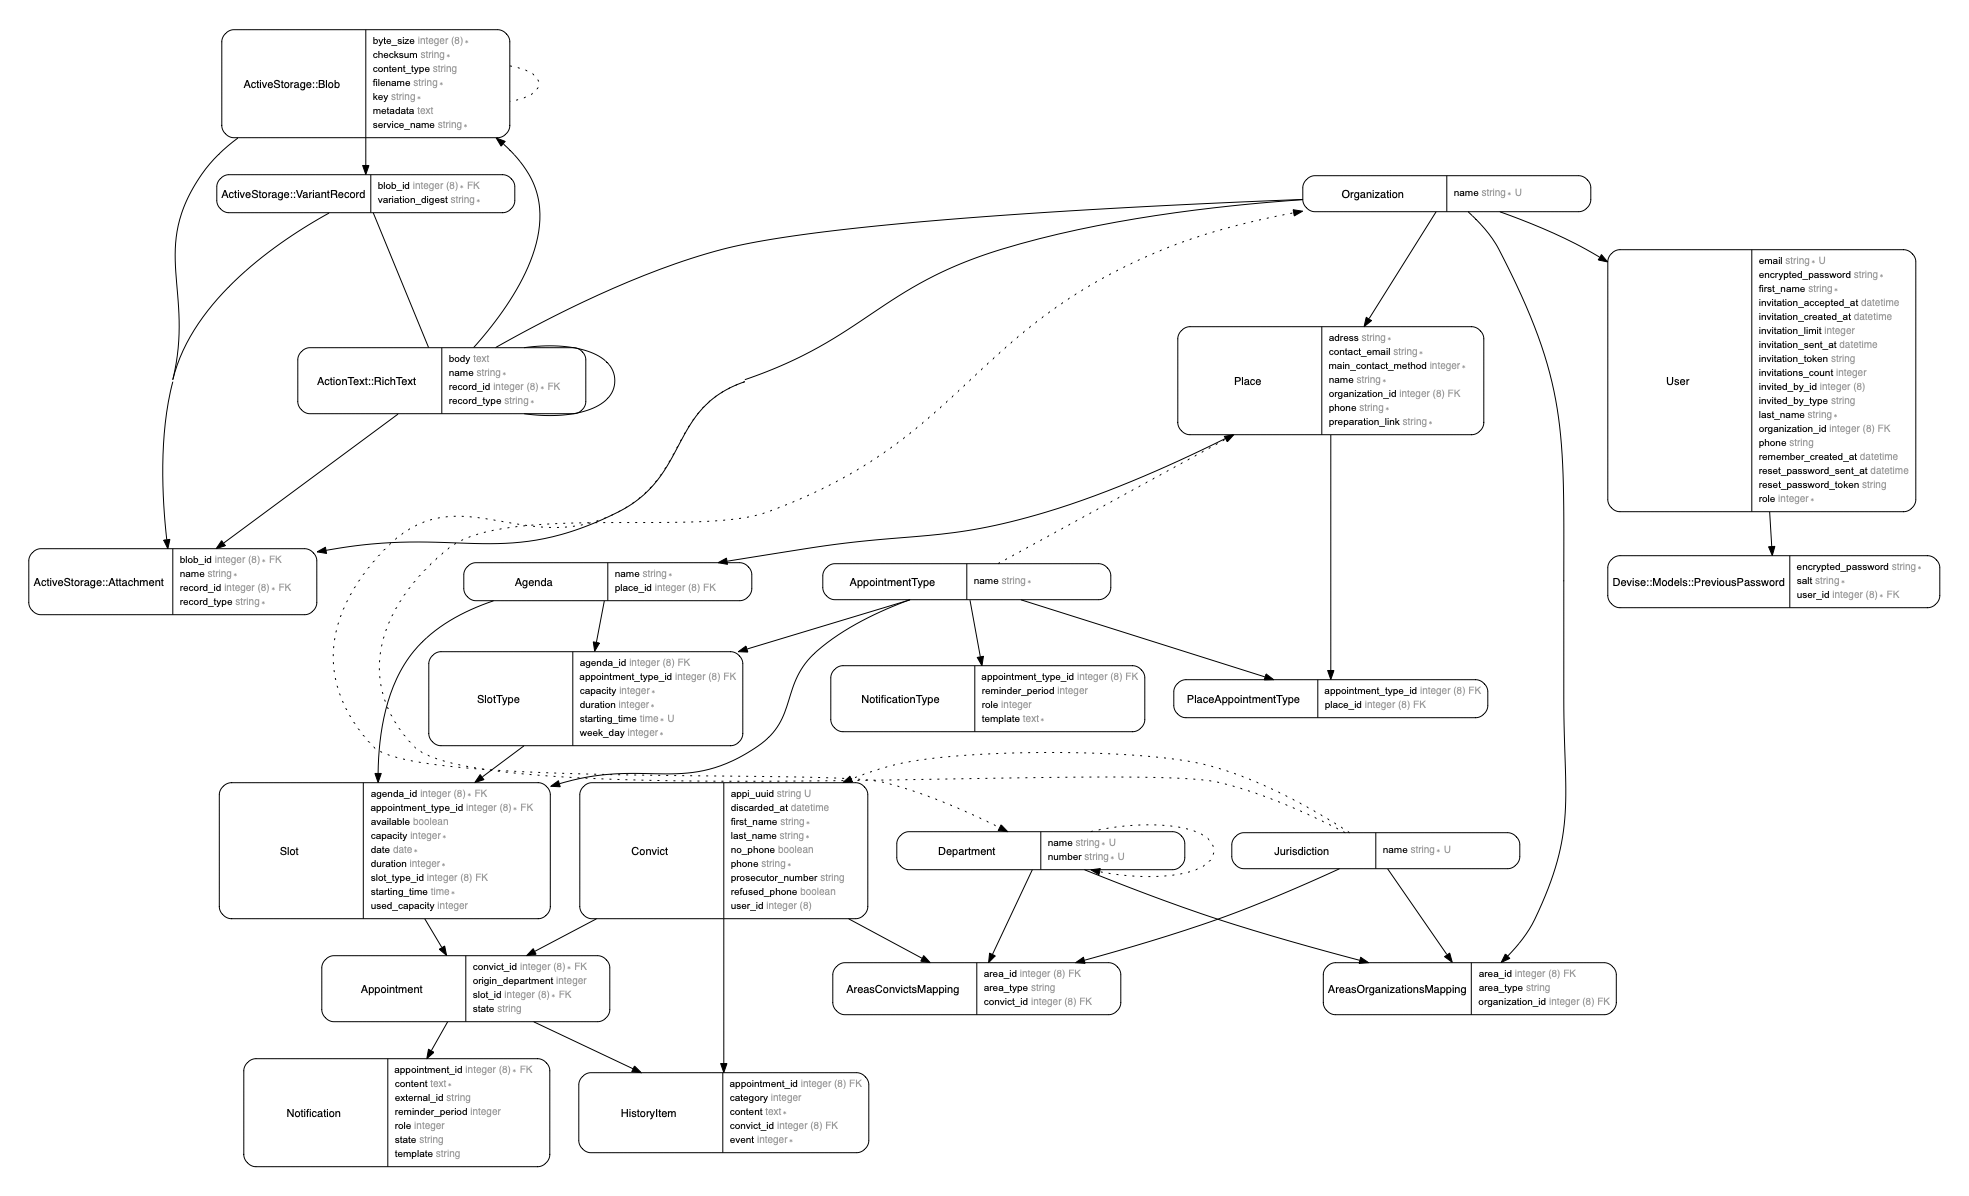 ActiveStorage::Blob
byte_size integer (8) *
checksum string *
content_type string
filename string *
key string *
metadata text
service_name string *
ActiveStorage::VariantRecord
blob_id integer (8) * FK
variation_digest string *
Organization
name string * U
User
email string * U
encrypted_password string *
first_name string *
invitation_accepted_at datetime
invitation_created_at datetime
invitation_limit integer
invitation_sent_at datetime
invitation_token string
invitations_count integer
invited_by_id integer (8)
invited_by_type string
last_name string *
organization_id integer (8) FK
phone string
remember_created_at datetime
reset_password_sent_at datetime
reset_password_token string
role integer *
ActionText::RichText
body text
name string *
record_id integer (8) * FK
record_type string *
Place
adress string *
contact_email string *
main_contact_method integer *
name string *
organization_id integer (8) FK
phone string *
preparation_link string *
ActiveStorage::Attachment
blob_id integer (8) * FK
name string *
record_id integer (8) * FK
record_type string *
Agenda
name string *
place_id integer (8) FK
AppointmentType
name string *
Devise::Models::PreviousPassword
encrypted_password string *
salt string *
user_id integer (8) * FK
SlotType
agenda_id integer (8) FK
appointment_type_id integer (8) FK
capacity integer *
duration integer *
starting_time time * U
week_day integer *
NotificationType
appointment_type_id integer (8) FK
reminder_period integer
role integer
template text *
PlaceAppointmentType
appointment_type_id integer (8) FK
place_id integer (8) FK
Slot
agenda_id integer (8) * FK
appointment_type_id integer (8) * FK
available boolean
capacity integer *
date date *
duration integer *
slot_type_id integer (8) FK
starting_time time *
used_capacity integer
Convict
appi_uuid string U
discarded_at datetime
first_name string *
last_name string *
no_phone boolean
phone string *
prosecutor_number string
refused_phone boolean
user_id integer (8)
Department
name string * U
number string * U
Jurisdiction
name string * U
Appointment
convict_id integer (8) * FK
origin_department integer
slot_id integer (8) * FK
state string
AreasConvictsMapping
area_id integer (8) FK
area_type string
convict_id integer (8) FK
AreasOrganizationsMapping
area_id integer (8) FK
area_type string
organization_id integer (8) FK
Notification
appointment_id integer (8) * FK
content text *
external_id string
reminder_period integer
role integer
state string
template string
HistoryItem
appointment_id integer (8) FK
category integer
content text *
convict_id integer (8) FK
event integer *